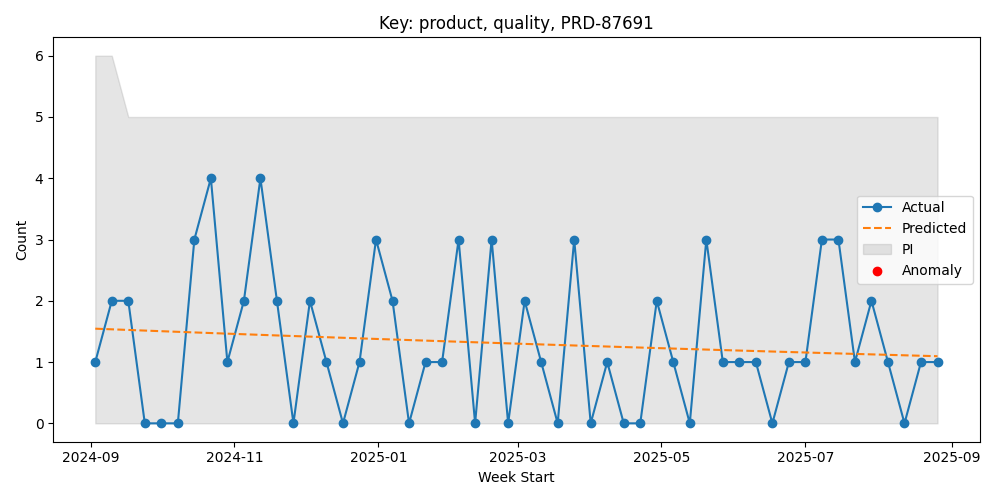 Key: product, quality, PRD-87691
6
5
4
3
2
1
0
Count
Actual
Predicted
PI
Anomaly
2024-09
2024-11
2025-01
2025-03
2025-05
2025-07
2025-09
Week Start